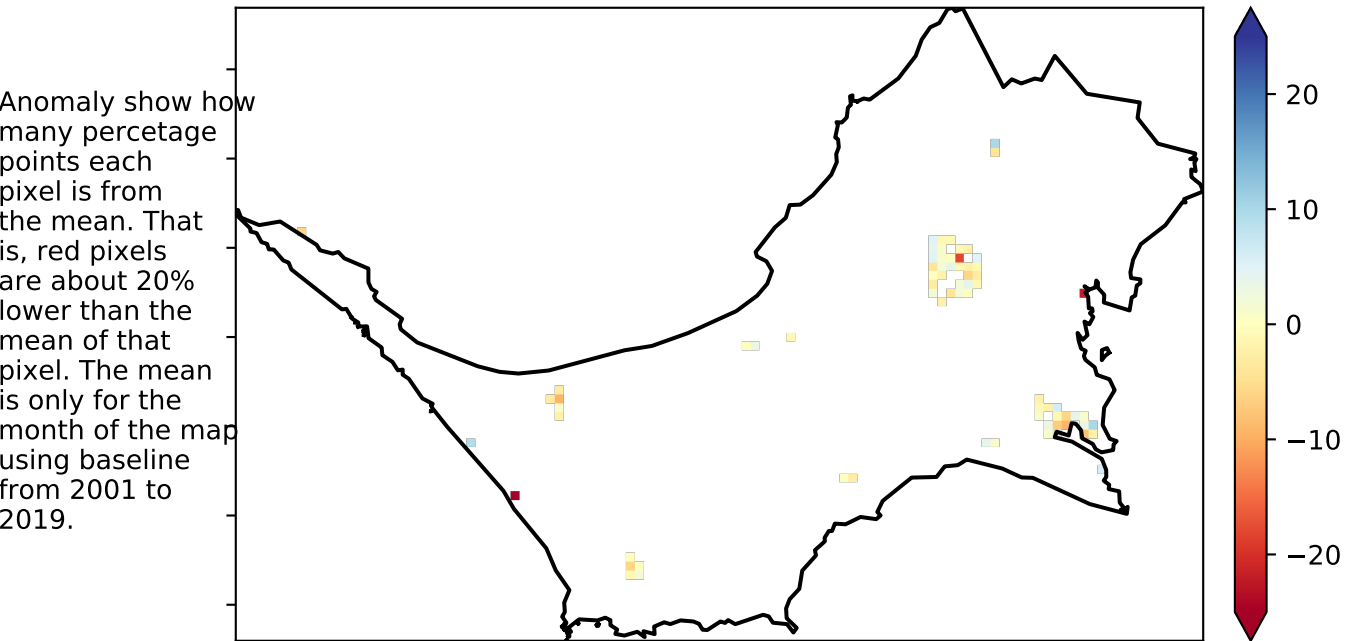 Anomaly show how
many percetage
points each
pixel is from
the mean. That
is, red pixels
are about 20%
lower than the
mean of that
pixel. The mean
is only for the
month of the map
using baseline
from 2001 to
2019.
20
10
0
−10
−20